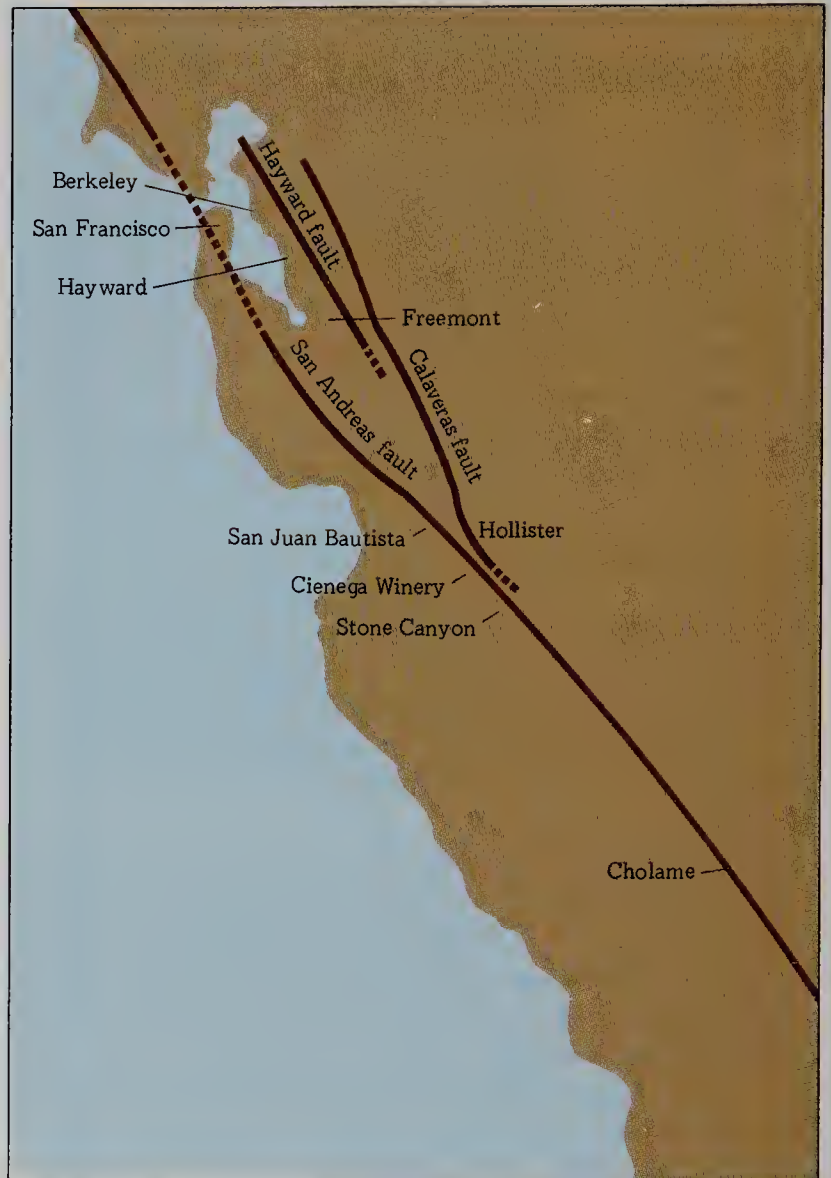 Berkeley
San Francisco
Hayward
Hayward fault
Freemont
San Andreas fault
Calaveras fault
San Juan Bautista
Hollister
Cienega Winery
Stone Canyon
Cholame